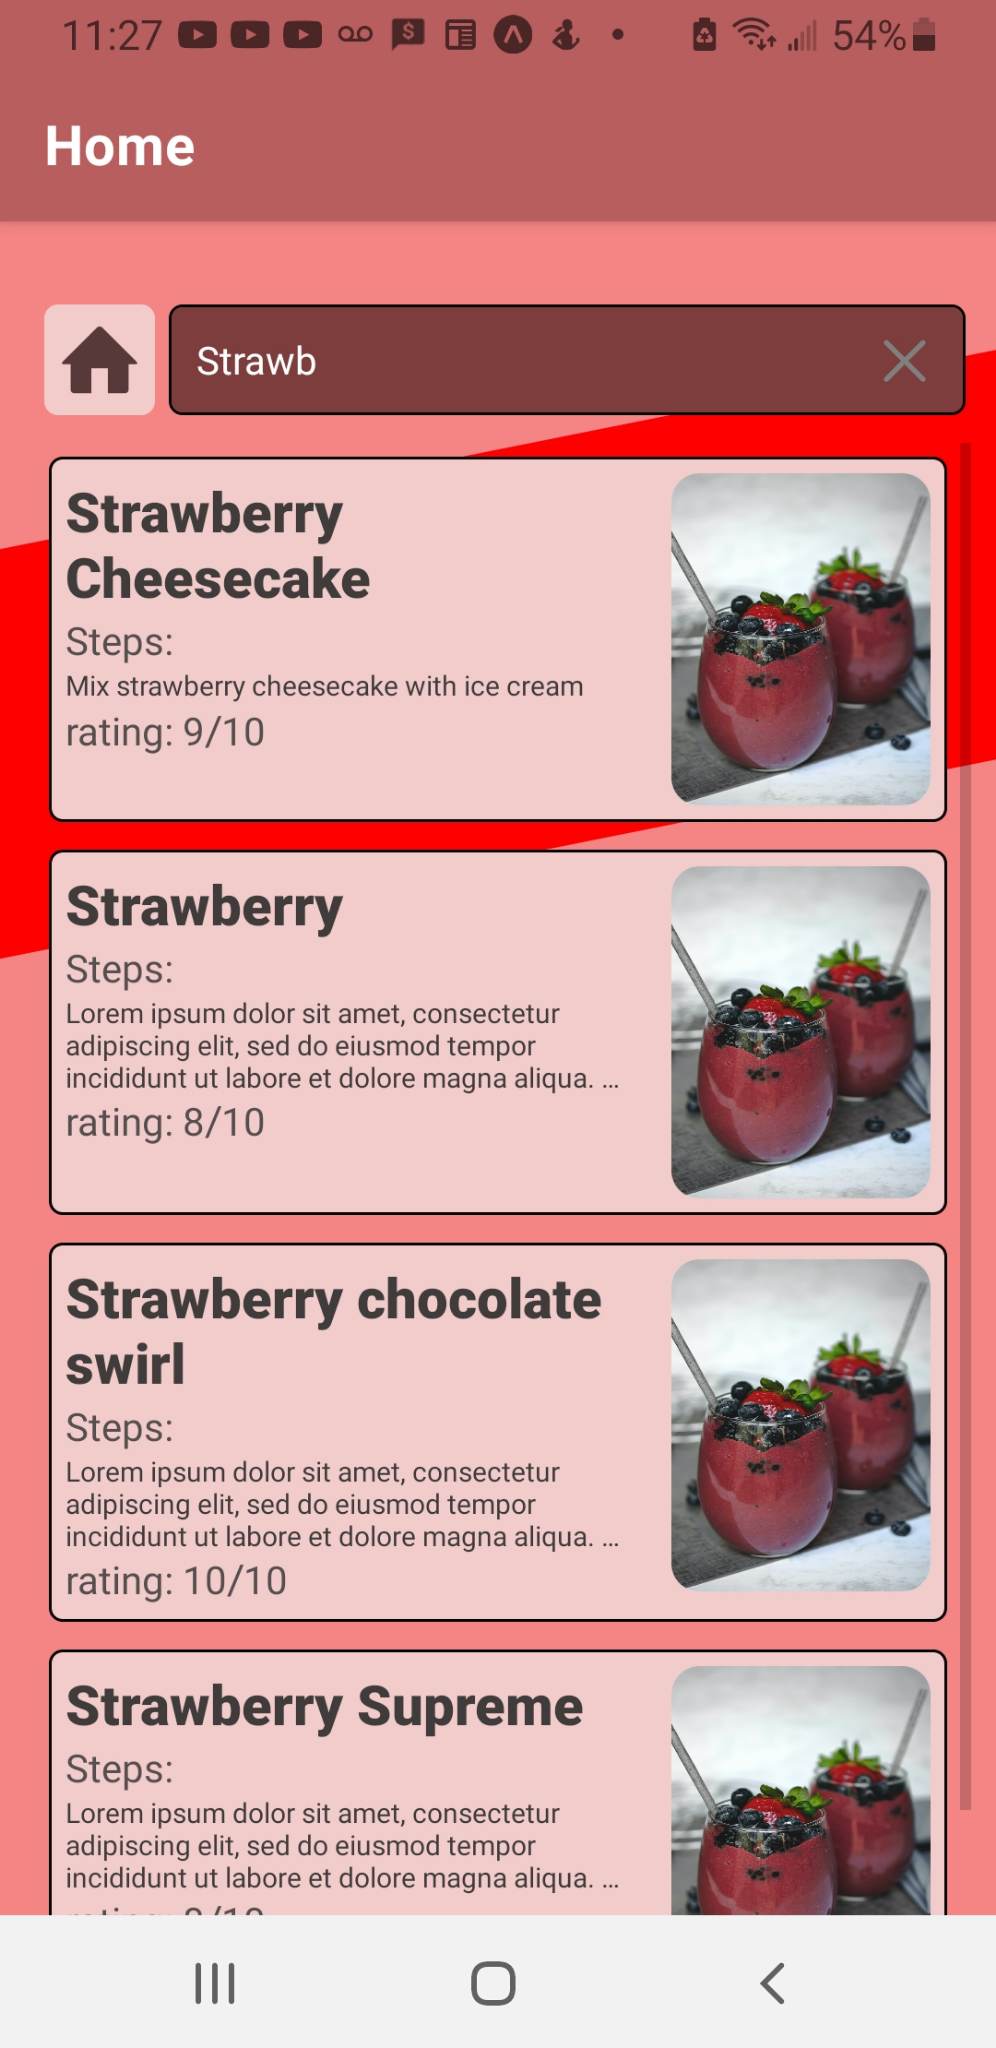 11:27
54%
Home
Strawb
Strawberry
Cheesecake
Steps:
Mix strawberry cheesecake with ice cream
rating: 9/10
Strawberry
Steps:
Lorem ipsum dolor sit amet, consectetur
adipiscing elit, sed do eiusmod tempor
incididunt ut labore et dolore magna aliqua. ...
rating: 8/10
Strawberry chocolate
swirl
Steps:
Lorem ipsum dolor sit amet, consectetur
adipiscing elit, sed do eiusmod tempor
incididunt ut labore et dolore magna aliqua. ...
rating: 10/10
Strawberry Supreme
Steps:
Lorem ipsum dolor sit amet, consectetur
adipiscing elit, sed do eiusmod tempor
incididunt ut labore et dolore magna aliqua. ...